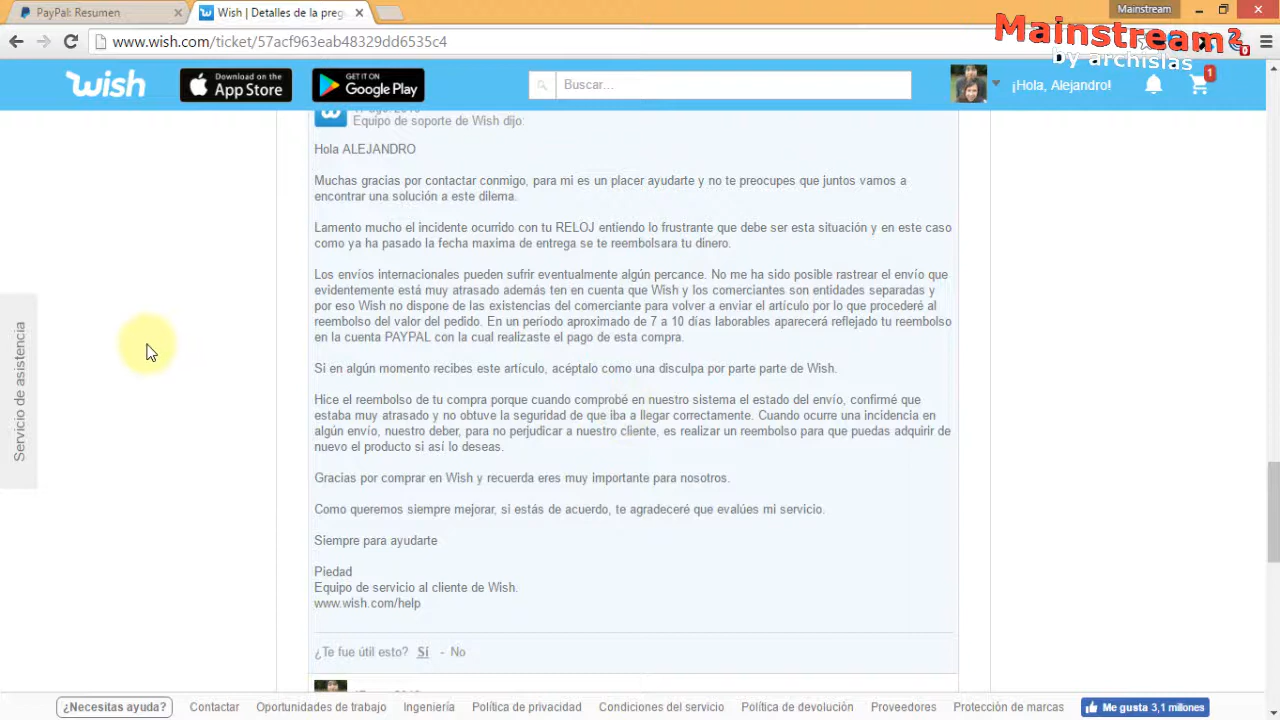 PayPal: Resumen
Wish | Detalles de la preg
Mainstream
www.wish.com/ticket/57acf963eab48329dd6535c4
Mainstream²
by archislas
wish
Download on the
App Store
GET IT ON
Google Play
Buscar...
¡Hola, Alejandro!
1
Equipo de soporte de Wish dijo:
Hola ALEJANDRO
Muchas gracias por contactar conmigo, para mi es un placer ayudarte y no te preocupes que juntos vamos a
encontrar una solución a este dilema.
Lamento mucho el incidente ocurrido con tu RELOJ entiendo lo frustrante que debe ser esta situación y en este caso
como ya ha pasado la fecha maxima de entrega se te reembolsara tu dinero.
Los envíos internacionales pueden sufrir eventualmente algún percance. No me ha sido posible rastrear el envío que
evidentemente está muy atrasado además ten en cuenta que Wish y los comerciantes son entidades separadas y
por eso Wish no dispone de las existencias del comerciante para volver a enviar el artículo por lo que procederé al
reembolso del valor del pedido. En un período aproximado de 7 a 10 días laborables aparecerá reflejado tu reembolso
en la cuenta PAYPAL con la cual realizaste el pago de esta compra.
Si en algún momento recibes este artículo, acéptalo como una disculpa por parte parte de Wish.
Hice el reembolso de tu compra porque cuando comprobé en nuestro sistema el estado del envío, confirmé que
estaba muy atrasado y no obtuve la seguridad de que iba a llegar correctamente. Cuando ocurre una incidencia en
algún envío, nuestro deber, para no perjudicar a nuestro cliente, es realizar un reembolso para que puedas adquirir de
nuevo el producto si así lo deseas.
Gracias por comprar en Wish y recuerda eres muy importante para nosotros.
Como queremos siempre mejorar, si estás de acuerdo, te agradeceré que evalúes mi servicio.
Siempre para ayudarte
Piedad
Equipo de servicio al cliente de Wish.
www.wish.com/help
¿Te fue útil esto? Sí - No
Servicio de asistencia
¿Necesitas ayuda?
Contactar
Oportunidades de trabajo
Ingeniería
Política de privacidad
Condiciones del servicio
Política de devolución
Proveedores
Protección de marcas
Me gusta 3,1 millones